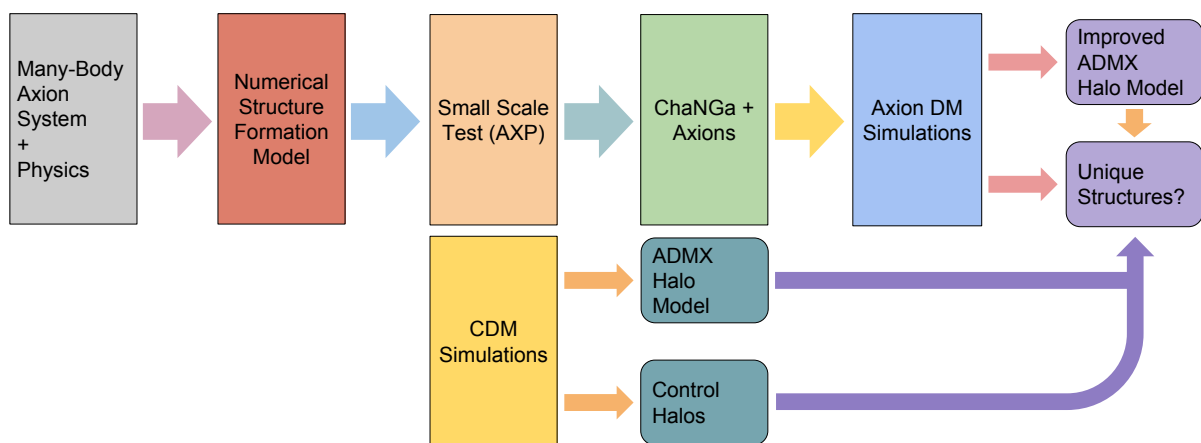 Many-Body
Axion
System
+
Physics
Numerical
Structure
Formation
Model
Small Scale
Test (AXP)
ChaNGa +
Axions
Axion DM
Simulations
Improved
ADMX
Halo Model
Unique
Structures?
CDM
Simulations
ADMX
Halo
Model
Control
Halos